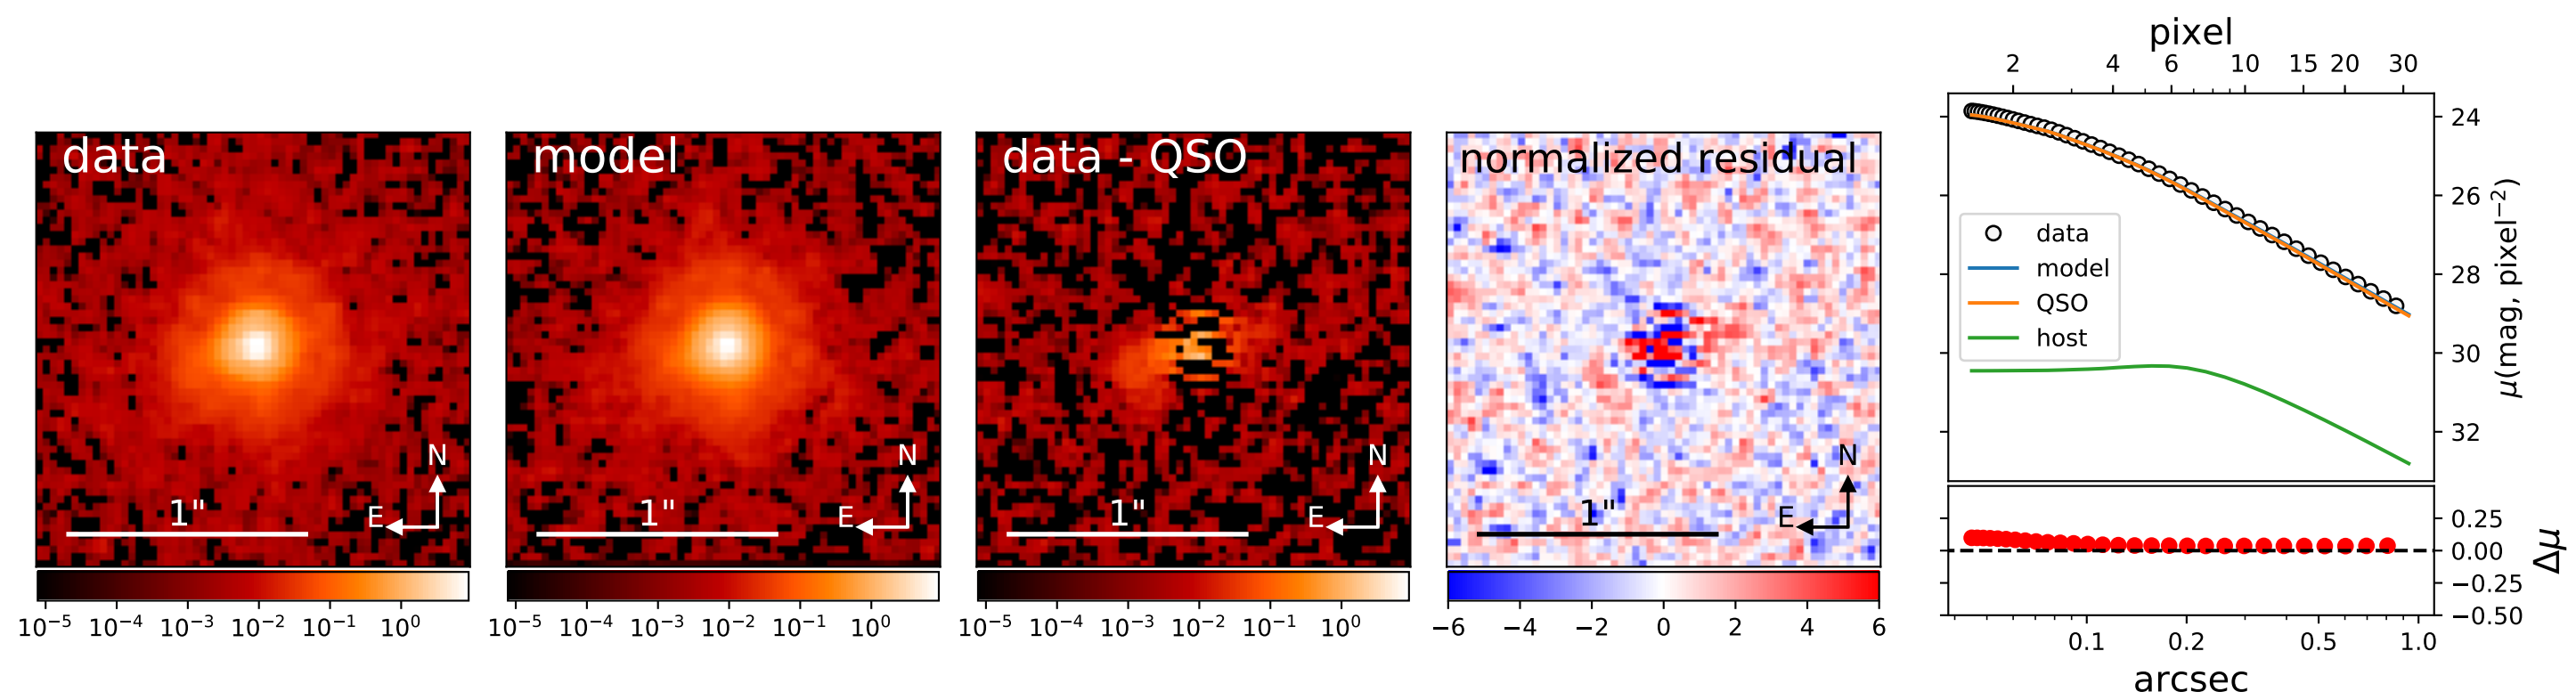 data
N
E
1"
10⁻⁵ 10⁻⁴ 10⁻³ 10⁻² 10⁻¹ 10⁰
model
N
E
1"
10⁻⁵ 10⁻⁴ 10⁻³ 10⁻² 10⁻¹ 10⁰
data - QSO
N
E
1"
10⁻⁵ 10⁻⁴ 10⁻³ 10⁻² 10⁻¹ 10⁰
normalized residual
N
E
1"
−6 −4 −2 0 2 4 6
pixel
2 4 6 10 15 20 30
24
26
28
30
32
μ(mag, pixel⁻²)
data
model
QSO
host
0.25
0.00
−0.25
−0.50
Δμ
0.1 0.2 0.5 1.0
arcsec